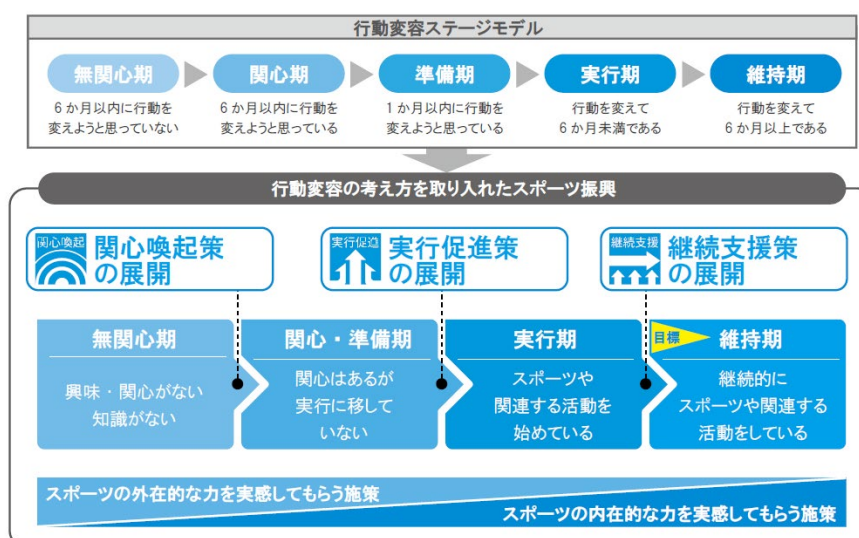 行動変容ステージモデル
無関心期
関心期
準備期
実行期
維持期
6か月以内に行動を
変えようと思っていない
6か月以内に行動を
変えようと思っている
1か月以内に行動を
変えようと思っている
行動を変えて
6か月未満である
行動を変えて
6か月以上である
行動変容の考え方を取り入れたスポーツ振興
関心喚起
関心喚起策
の展開
実行促進
実行促進策
の展開
継続支援
継続支援策
の展開
無関心期
興味・関心がない
知識がない
関心・準備期
関心はあるが
実行に移して
いない
実行期
スポーツや
関連する活動を
始めている
目標
維持期
継続的に
スポーツや関連する
活動をしている
スポーツの外在的な力を実感してもらう施策
スポーツの内在的な力を実感してもらう施策